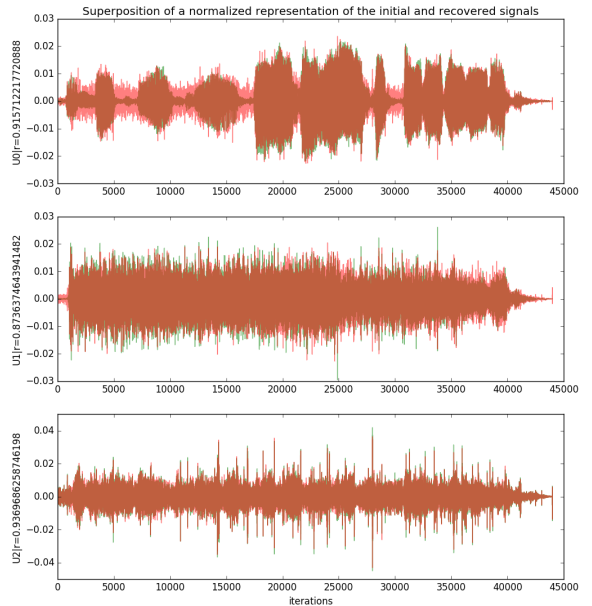 Superposition of a normalized representation of the initial and recovered signals
0.03
0.02
0.01
0.00
−0.01
−0.02
−0.03
U0|r=0.915712217720888
0 5000 10000 15000 20000 25000 30000 35000 40000 45000
0.03
0.02
0.01
0.00
−0.01
−0.02
−0.03
U1|r=0.8736374643941482
0 5000 10000 15000 20000 25000 30000 35000 40000 45000
0.04
0.02
0.00
−0.02
−0.04
U2|r=0.9369686258746198
0 5000 10000 15000 20000 25000 30000 35000 40000 45000
iterations